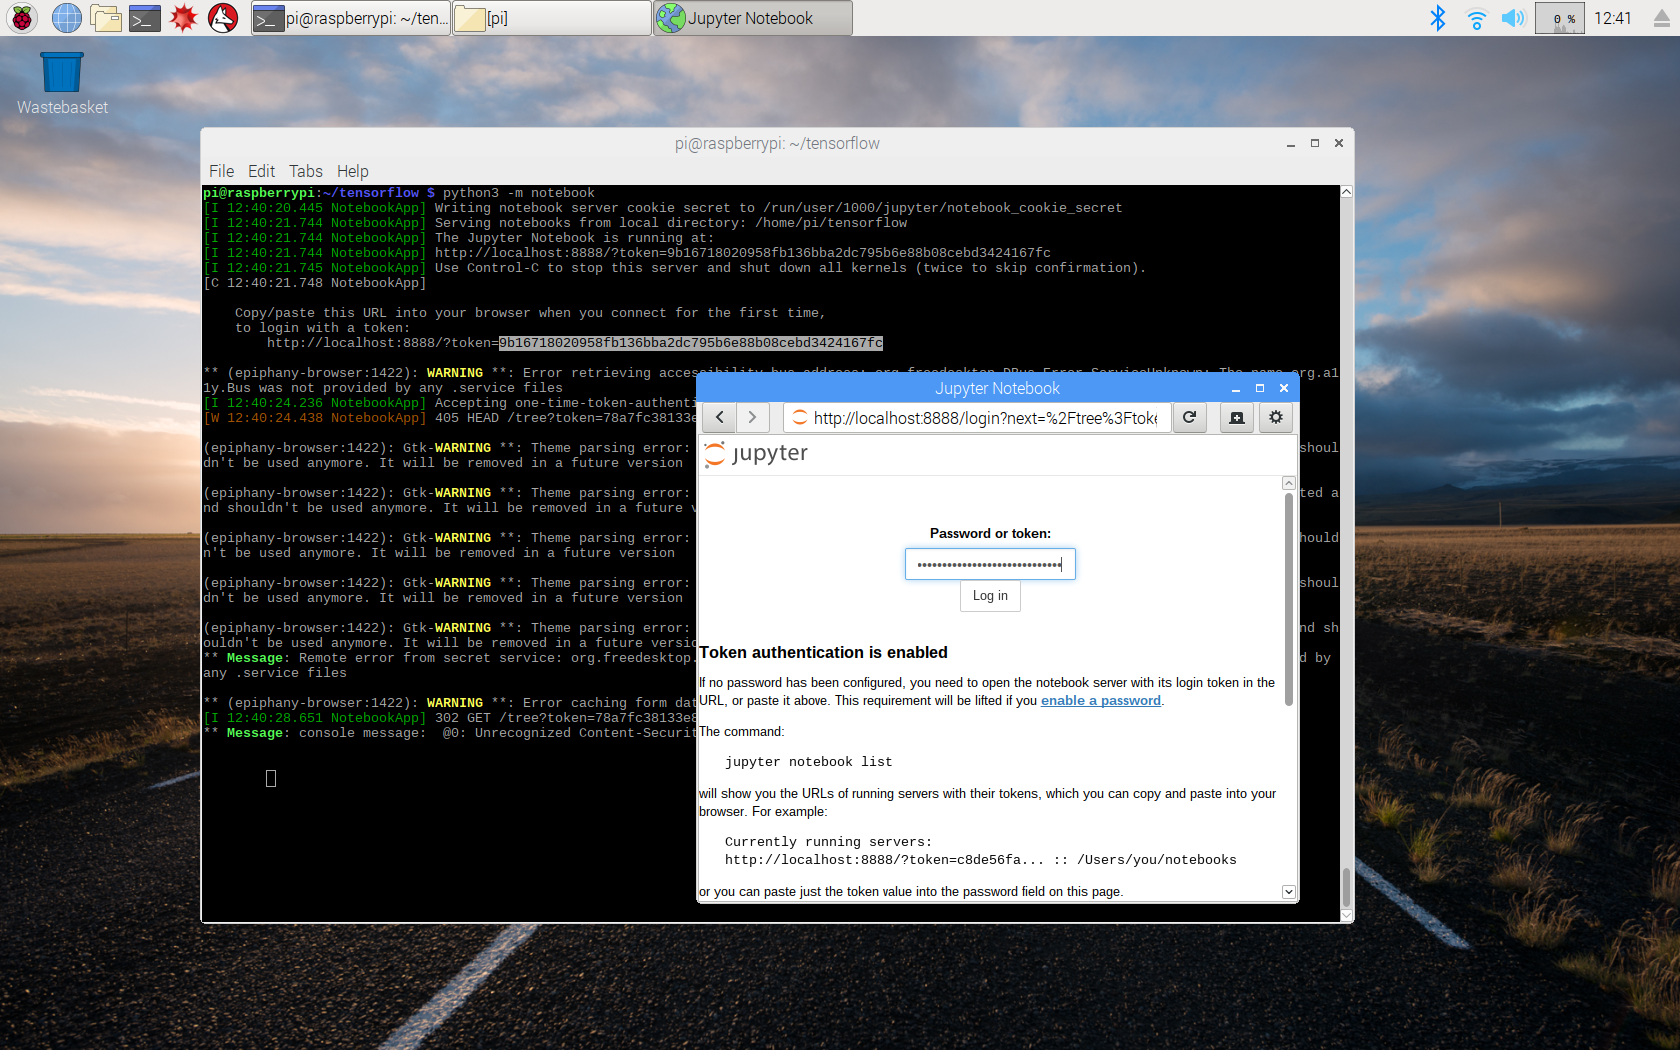 pi@raspberrypi: ~/ten...
[pi]
Jupyter Notebook
0 %
12:41
Wastebasket
pi@raspberrypi: ~/tensorflow
File Edit Tabs Help
pi@raspberrypi:~/tensorflow $ python3 -m notebook
[I 12:40:20.445 NotebookApp] Writing notebook server cookie secret to /run/user/1000/jupyter/notebook_cookie_secret
[I 12:40:21.744 NotebookApp] Serving notebooks from local directory: /home/pi/tensorflow
[I 12:40:21.744 NotebookApp] The Jupyter Notebook is running at:
[I 12:40:21.744 NotebookApp] http://localhost:8888/?token=9b16718020958fb136bba2dc795b6e88b08cebd3424167fc
[I 12:40:21.745 NotebookApp] Use Control-C to stop this server and shut down all kernels (twice to skip confirmation).
[C 12:40:21.748 NotebookApp]
Copy/paste this URL into your browser when you connect for the first time,
to login with a token:
http://localhost:8888/?token=9b16718020958fb136bba2dc795b6e88b08cebd3424167fc
** (epiphany-browser:1422): WARNING **: Error retrieving accessibility bus address: org.freedesktop.DBus.Error.ServiceUnknown: The name org.a1
1y.Bus was not provided by any .service files
[I 12:40:24.236 NotebookApp] Accepting one-time-token-authenti
[W 12:40:24.438 NotebookApp] 405 HEAD /tree?token=78a7fc38133e
(epiphany-browser:1422): Gtk-WARNING **: Theme parsing error: shoul
dn't be used anymore. It will be removed in a future version
(epiphany-browser:1422): Gtk-WARNING **: Theme parsing error: ted a
nd shouldn't be used anymore. It will be removed in a future v
(epiphany-browser:1422): Gtk-WARNING **: Theme parsing error: should
n't be used anymore. It will be removed in a future version
(epiphany-browser:1422): Gtk-WARNING **: Theme parsing error: shoul
dn't be used anymore. It will be removed in a future version
(epiphany-browser:1422): Gtk-WARNING **: Theme parsing error: nd sh
ouldn't be used anymore. It will be removed in a future versio
** Message: Remote error from secret service: org.freedesktop. d by
any .service files
** (epiphany-browser:1422): WARNING **: Error caching form dat
[I 12:40:28.651 NotebookApp] 302 GET /tree?token=78a7fc38133e8
** Message: console message: @0: Unrecognized Content-Securit
Jupyter Notebook
http://localhost:8888/login?next=%2Ftree%3Ftoke
jupyter
Password or token:
Log in
Token authentication is enabled
If no password has been configured, you need to open the notebook server with its login token in the
URL, or paste it above. This requirement will be lifted if you enable a password.
The command:
jupyter notebook list
will show you the URLs of running servers with their tokens, which you can copy and paste into your
browser. For example:
Currently running servers:
http://localhost:8888/?token=c8de56fa... :: /Users/you/notebooks
or you can paste just the token value into the password field on this page.